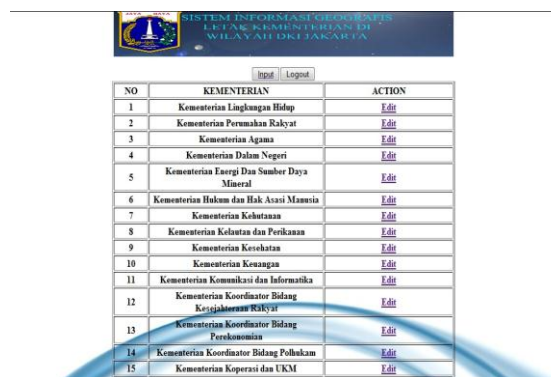 JAYA RAYA
SISTEM INFORMASI GEOGRAFIS
LETAK KEMENTERIAN DI
WILAYAH DKI JAKARTA
Input Logout
NO KEMENTERIAN ACTION
1 Kementerian Lingkungan Hidup Edit
2 Kementerian Perumahan Rakyat Edit
3 Kementerian Agama Edit
4 Kementerian Dalam Negeri Edit
5 Kementerian Energi Dan Sumber Daya
Mineral Edit
6 Kementerian Hukum dan Hak Asasi Manusia Edit
7 Kementerian Kehutanan Edit
8 Kementerian Kelautan dan Perikanan Edit
9 Kementerian Kesehatan Edit
10 Kementerian Keuangan Edit
11 Kementerian Komunikasi dan Informatika Edit
12 Kementerian Koordinator Bidang
Kesejahteraan Rakyat Edit
13 Kementerian Koordinator Bidang
Perekonomian Edit
14 Kementerian Koordinator Bidang Polhukam Edit
15 Kementerian Koperasi dan UKM Edit